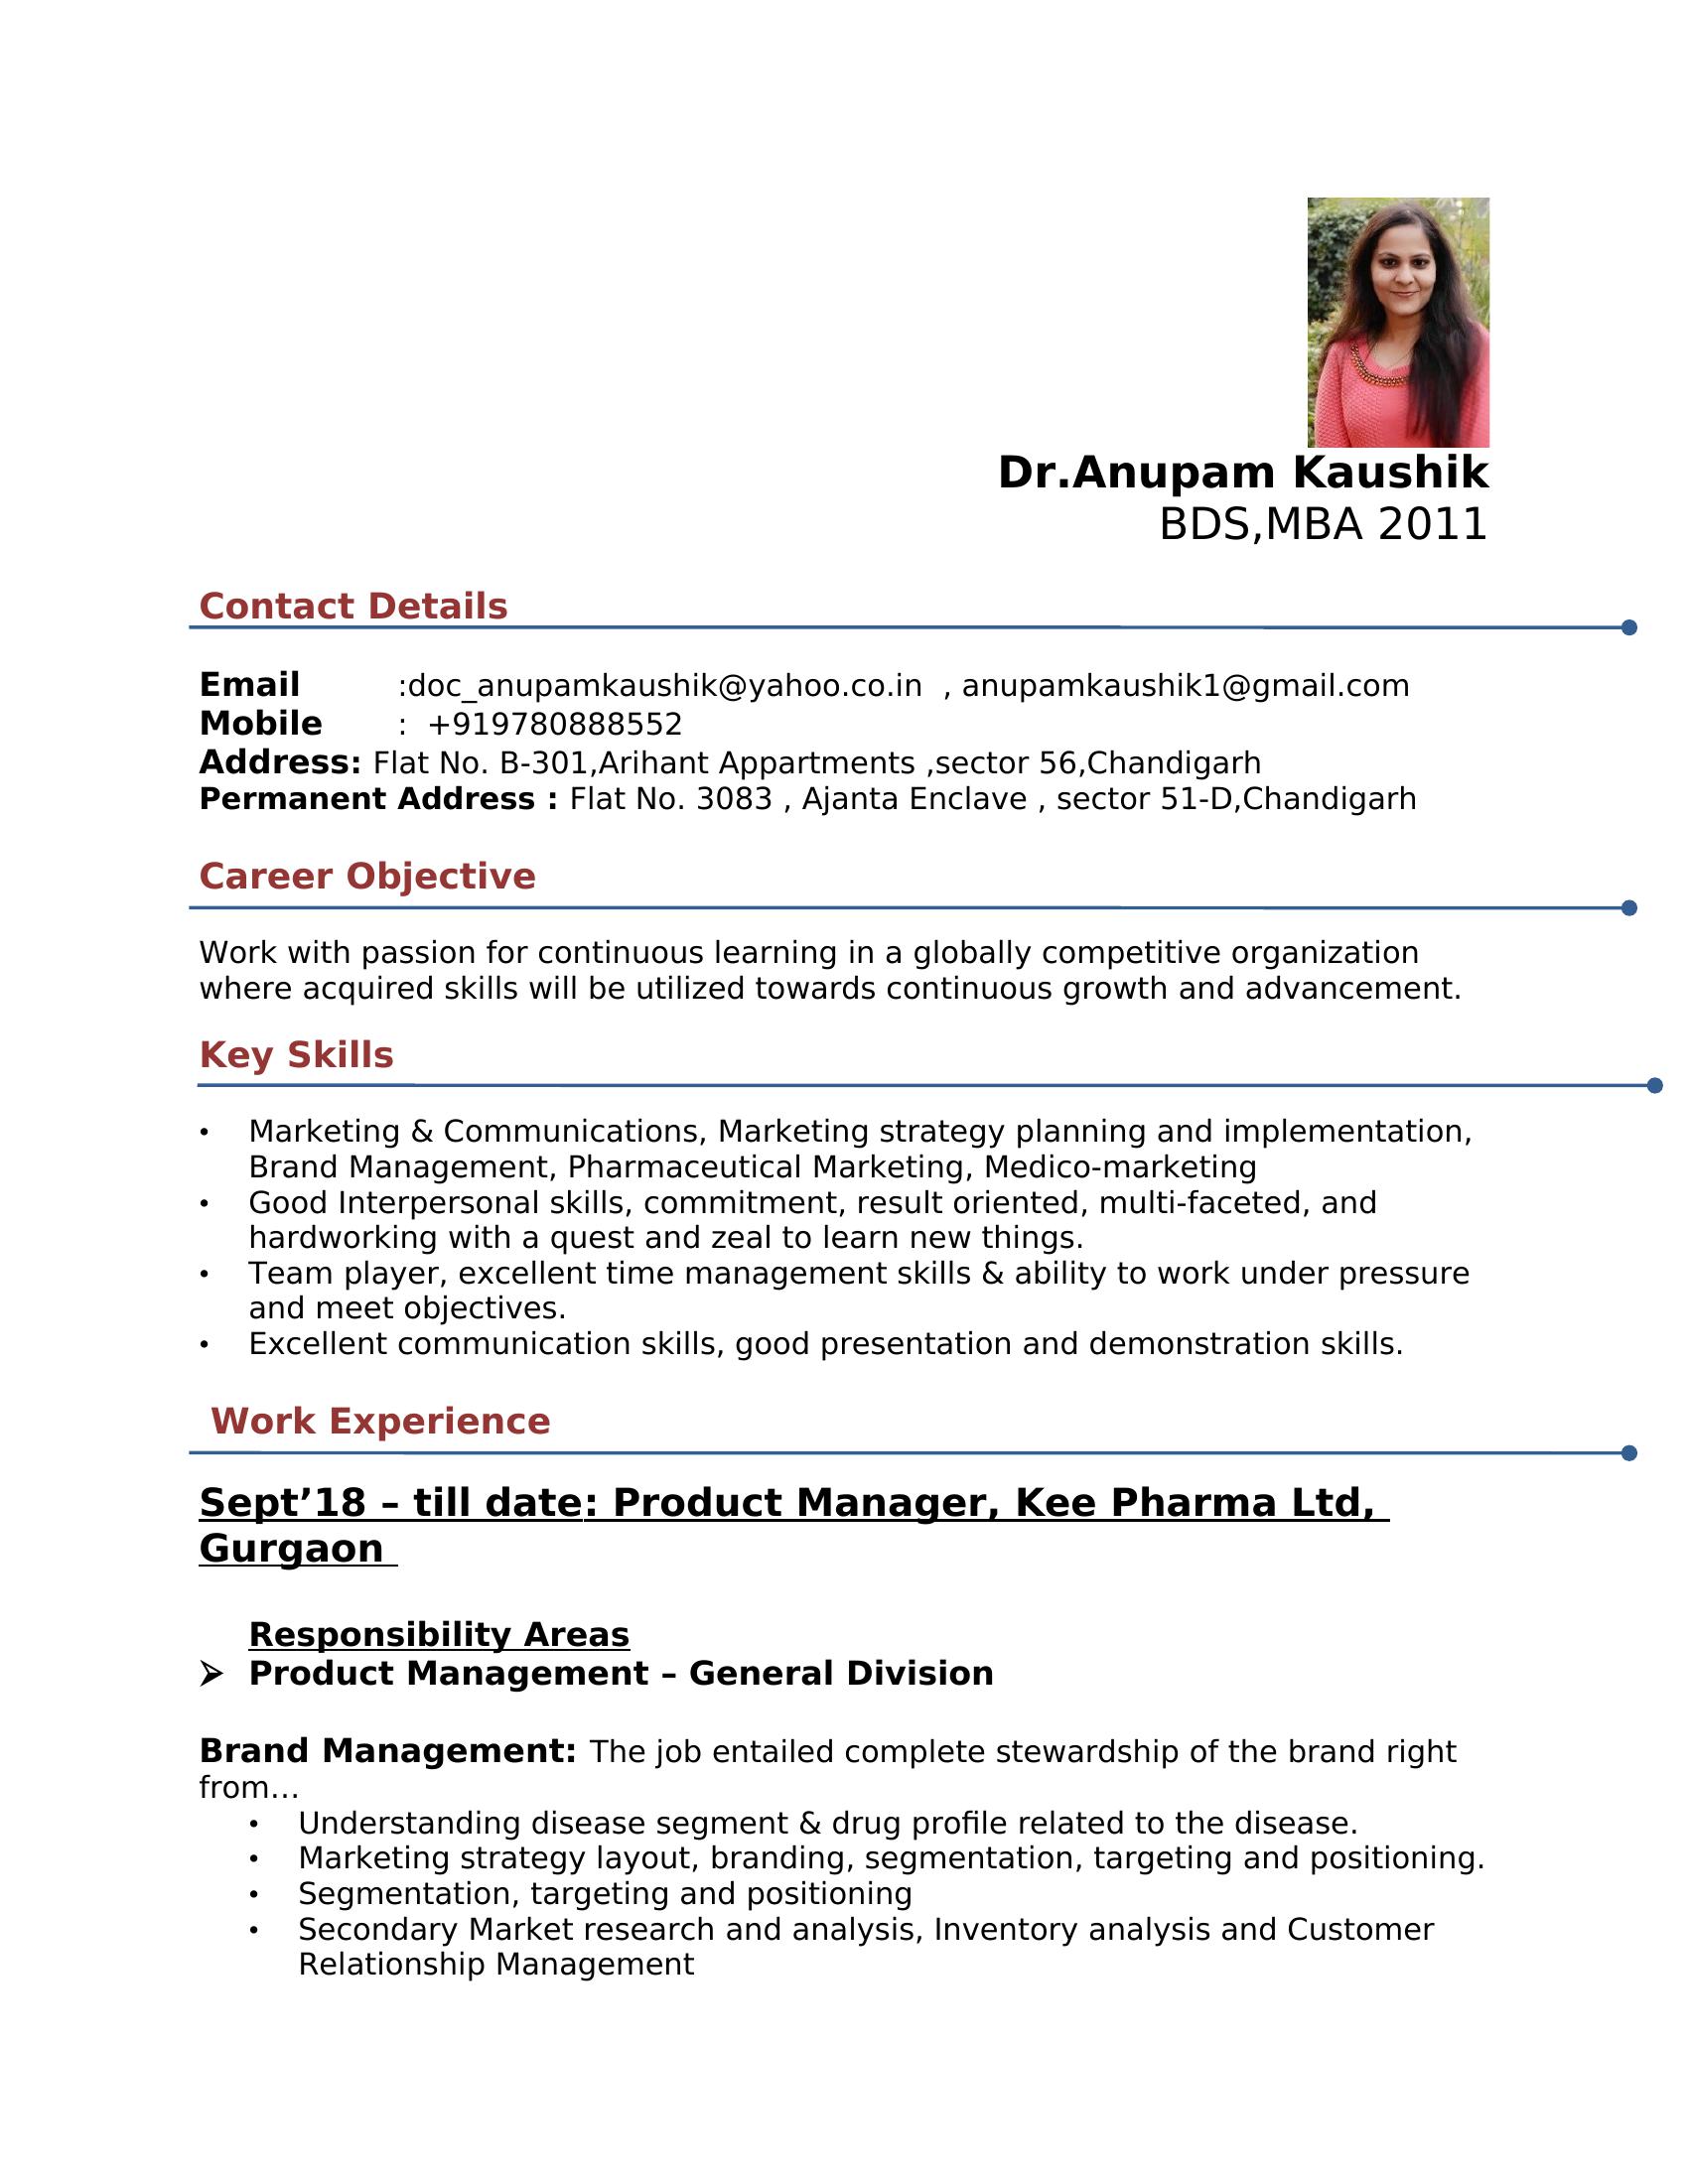 Dr.Anupam Kaushik
BDS,MBA 2011
Contact Details
Email :doc_anupamkaushik@yahoo.co.in , anupamkaushik1@gmail.com
Mobile : +919780888552
Address: Flat No. B-301,Arihant Appartments ,sector 56,Chandigarh
Permanent Address : Flat No. 3083 , Ajanta Enclave , sector 51-D,Chandigarh
Career Objective
Work with passion for continuous learning in a globally competitive organization
where acquired skills will be utilized towards continuous growth and advancement.
Key Skills
• Marketing & Communications, Marketing strategy planning and implementation,
Brand Management, Pharmaceutical Marketing, Medico-marketing
• Good Interpersonal skills, commitment, result oriented, multi-faceted, and
hardworking with a quest and zeal to learn new things.
• Team player, excellent time management skills & ability to work under pressure
and meet objectives.
• Excellent communication skills, good presentation and demonstration skills.
Work Experience
Sept’18 – till date: Product Manager, Kee Pharma Ltd,
Gurgaon
Responsibility Areas
➢ Product Management – General Division
Brand Management: The job entailed complete stewardship of the brand right
from…
• Understanding disease segment & drug profile related to the disease.
• Marketing strategy layout, branding, segmentation, targeting and positioning.
• Segmentation, targeting and positioning
• Secondary Market research and analysis, Inventory analysis and Customer
Relationship Management